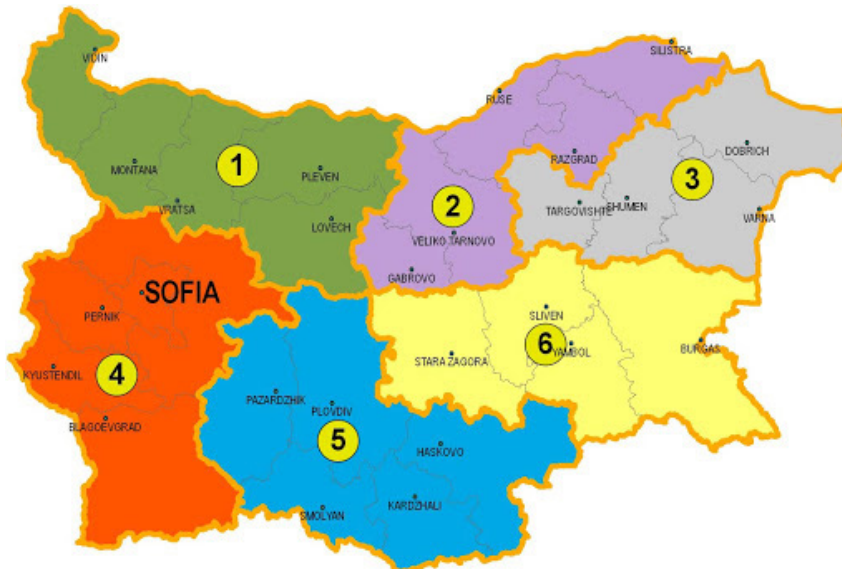 VIDIN
SILISTRA
RUSE
DOBRICH
RAZGRAD
MONTANA
1
PLEVEN
3
VRATSA
TARGOVISHTE
SHUMEN
2
VARNA
LOVECH
VELIKO TARNOVO
GABROVO
SOFIA
PERNIK
SLIVEN
6
YAMBOL
BURGAS
STARA ZAGORA
KYUSTENDIL
4
PAZARDZHIK
PLOVDIV
BLAGOEVGRAD
5
HASKOVO
KARDZHALI
SMOLYAN